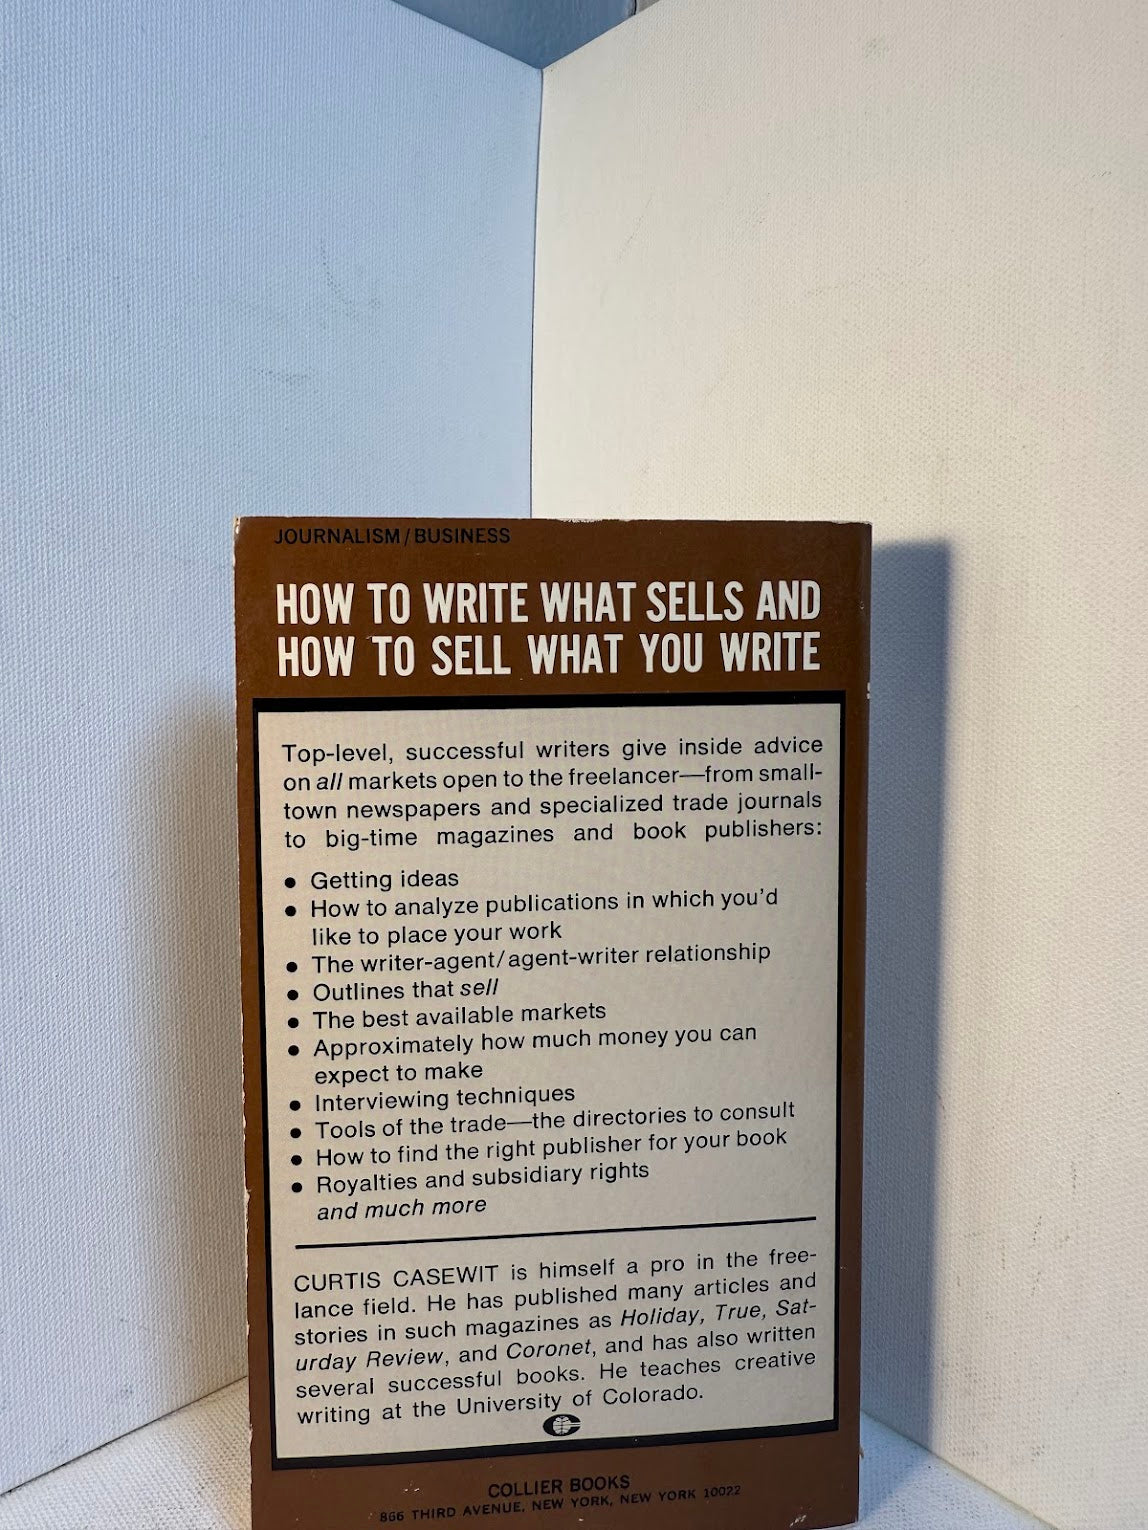 JOURNALISM/BUSINESS
HOW TO WRITE WHAT SELLS AND
HOW TO SELL WHAT YOU WRITE
Top-level, successful writers give inside advice
on all markets open to the freelancer—from small-
town newspapers and specialized trade journals
to big-time magazines and book publishers:
● Getting ideas
● How to analyze publications in which you'd
like to place your work
● The writer-agent/agent-writer relationship
● Outlines that sell
● The best available markets
● Approximately how much money you can
expect to make
● Interviewing techniques
● Tools of the trade—the directories to consult
● How to find the right publisher for your book
● Royalties and subsidiary rights
and much more
CURTIS CASEWIT is himself a pro in the free-
lance field. He has published many articles and
stories in such magazines as Holiday, True, Sat-
urday Review, and Coronet, and has also written
several successful books. He teaches creative
writing at the University of Colorado.
COLLIER BOOKS
866 THIRD AVENUE, NEW YORK, NEW YORK 10022